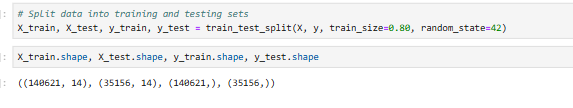 ]: # Split data into training and testing sets
X_train, X_test, y_train, y_test = train_test_split(X, y, train_size=0.80, random_state=42)
]: X_train.shape, X_test.shape, y_train.shape, y_test.shape
]: ((140621, 14), (35156, 14), (140621,), (35156,))